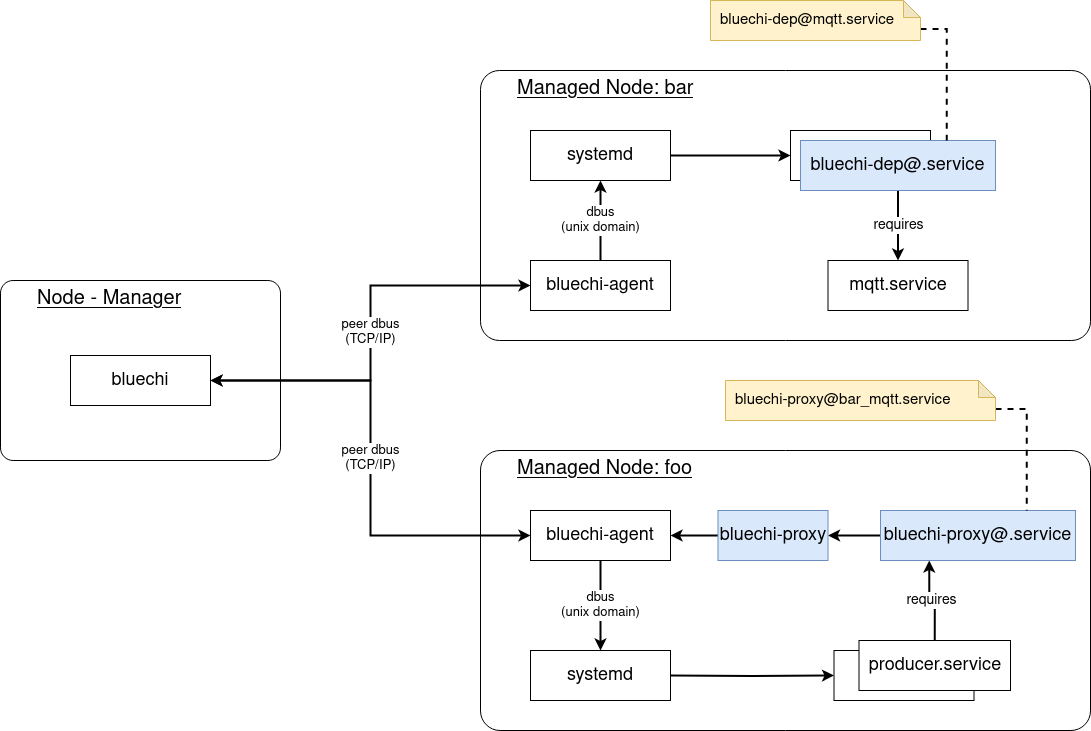 bluechi-dep@mqtt.service
Managed Node: bar
systemd
bluechi-dep@.service
dbus
(unix domain)
requires
bluechi-agent
mqtt.service
Node - Manager
bluechi
peer dbus
(TCP/IP)
peer dbus
(TCP/IP)
bluechi-proxy@bar_mqtt.service
Managed Node: foo
bluechi-agent
bluechi-proxy
bluechi-proxy@.service
dbus
(unix domain)
requires
systemd
producer.service